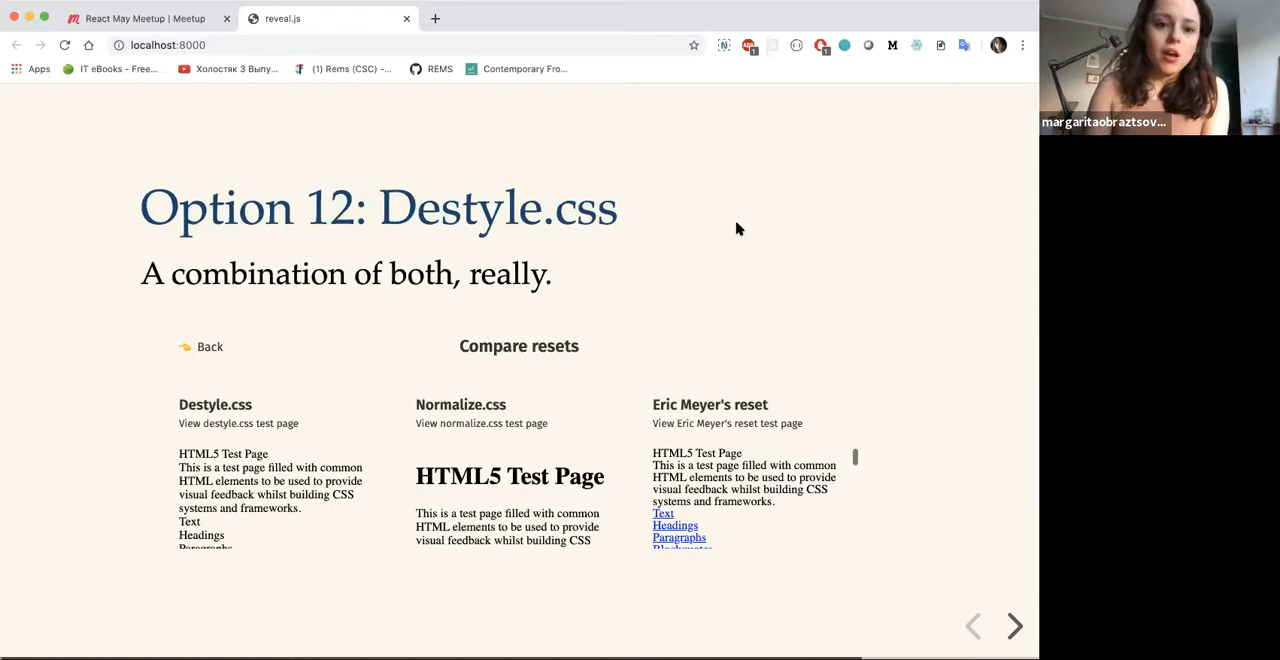 React May Meetup | Meetup
reveal.js
localhost:8000
Apps
IT eBooks - Free...
Холостяк 3 Выпу...
(1) Rems (CSC) -...
REMS
Contemporary Fro...
margaritaobraztsov...
Option 12: Destyle.css
A combination of both, really.
Back
Compare resets
Destyle.css
View destyle.css test page
HTML5 Test Page
This is a test page filled with common
HTML elements to be used to provide
visual feedback whilst building CSS
systems and frameworks.
Text
Headings
Paragraphs
Normalize.css
View normalize.css test page
HTML5 Test Page
This is a test page filled with common
HTML elements to be used to provide
visual feedback whilst building CSS
Eric Meyer's reset
View Eric Meyer's reset test page
HTML5 Test Page
This is a test page filled with common
HTML elements to be used to provide
visual feedback whilst building CSS
systems and frameworks.
Text
Headings
Paragraphs
Blockquotes